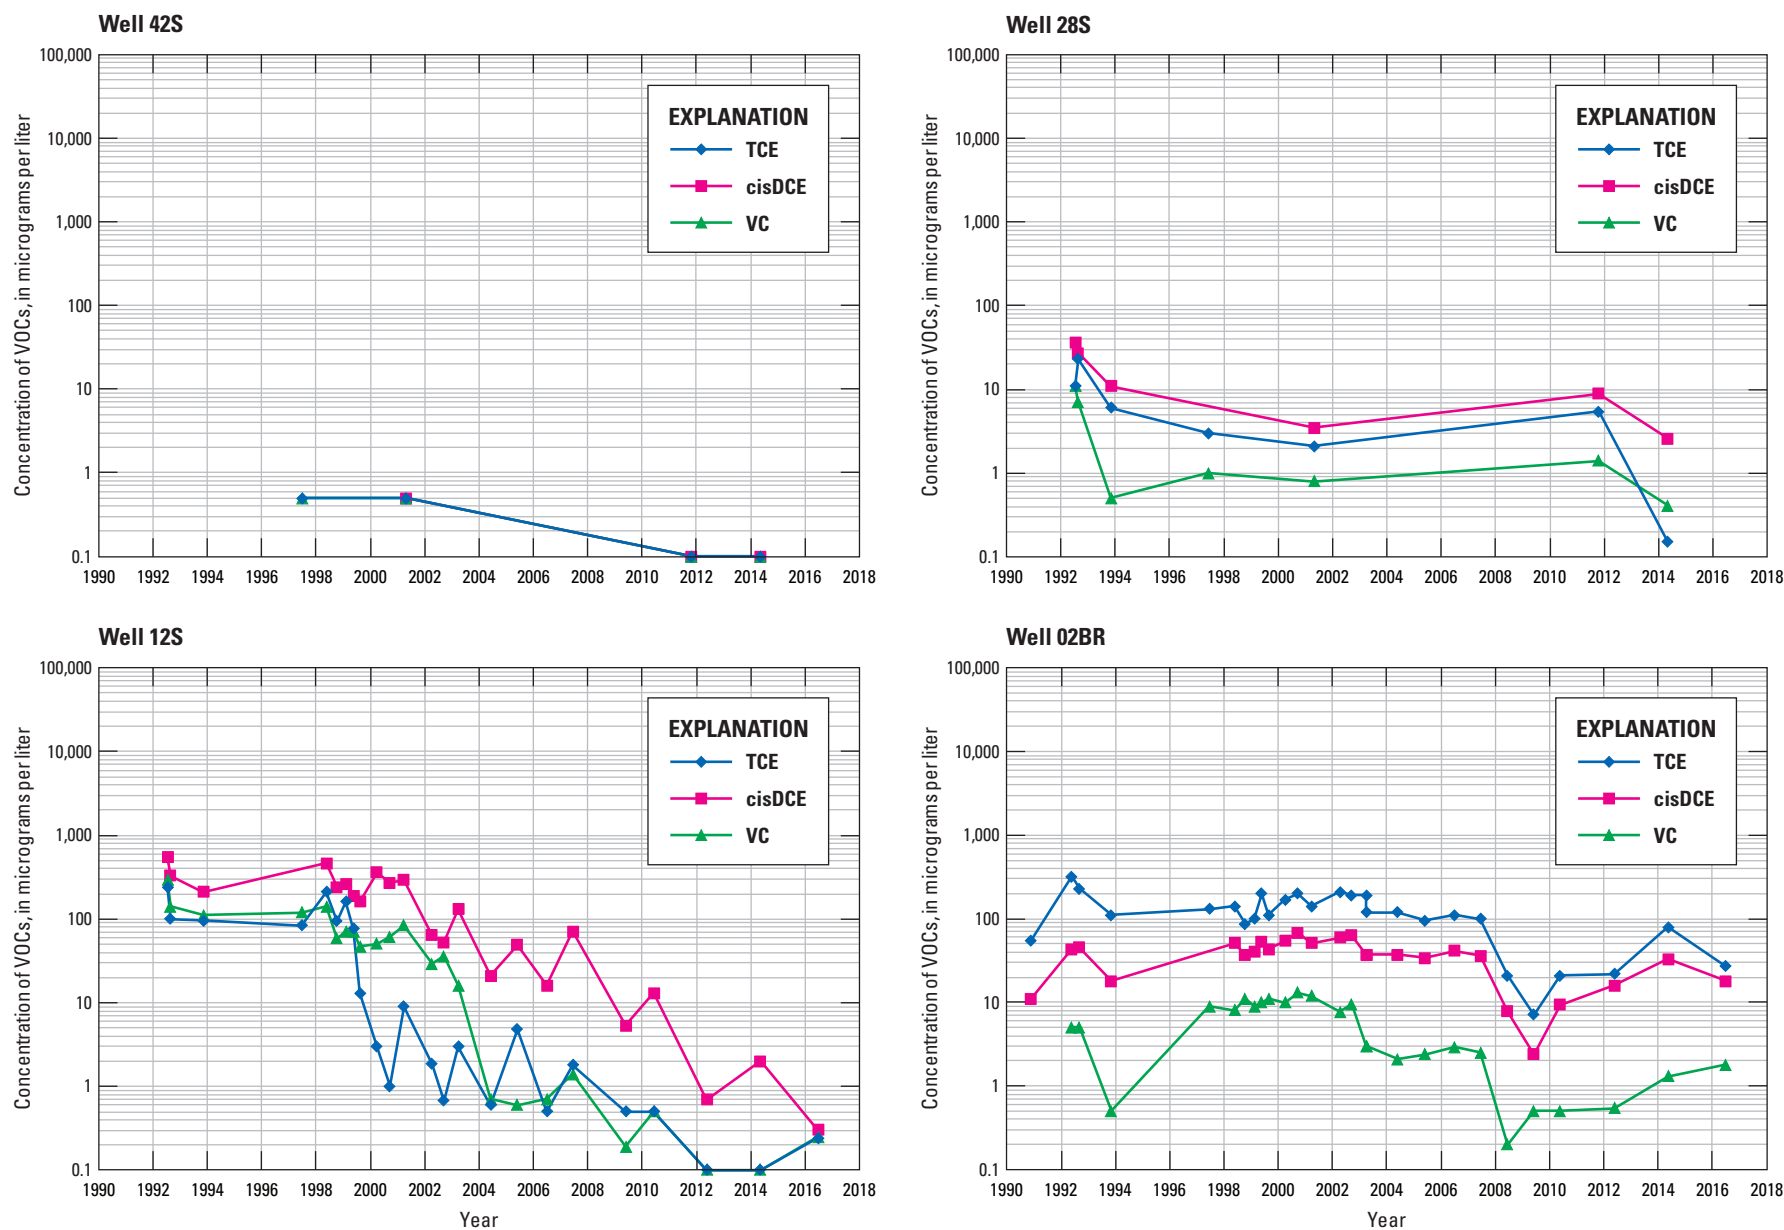 Well 42S
Concentration of VOCs, in micrograms per liter
100,000
10,000
1,000
100
10
1
0.1
1990 1992 1994 1996 1998 2000 2002 2004 2006 2008 2010 2012 2014 2016 2018
EXPLANATION
TCE
cisDCE
VC
Well 28S
Concentration of VOCs, in micrograms per liter
100,000
10,000
1,000
100
10
1
0.1
1990 1992 1994 1996 1998 2000 2002 2004 2006 2008 2010 2012 2014 2016 2018
EXPLANATION
TCE
cisDCE
VC
Well 12S
Concentration of VOCs, in micrograms per liter
100,000
10,000
1,000
100
10
1
0.1
1990 1992 1994 1996 1998 2000 2002 2004 2006 2008 2010 2012 2014 2016 2018
Year
EXPLANATION
TCE
cisDCE
VC
Well 02BR
Concentration of VOCs, in micrograms per liter
100,000
10,000
1,000
100
10
1
0.1
1990 1992 1994 1996 1998 2000 2002 2004 2006 2008 2010 2012 2014 2016 2018
Year
EXPLANATION
TCE
cisDCE
VC